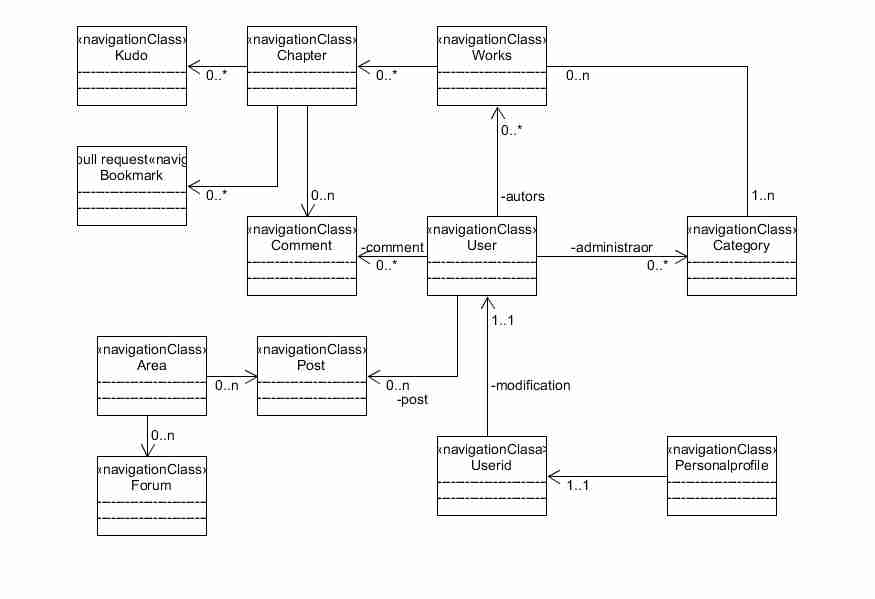 ‹navigationClass›
Kudo
‹navigationClass›
Chapter
‹navigationClass›
Works
0..*
0..*
0..n
pull request«navig
Bookmark
0..*
0..*
0..n
-autors
1..n
‹navigationClass›
Comment
-comment
0..*
‹navigationClass›
User
-administraor
0..*
‹navigationClass›
Category
1..1
‹navigationClass›
Area
0..n
‹navigationClass›
Post
0..n
-post
-modification
0..n
‹navigationClass›
Forum
‹navigationClasa›
Userid
1..1
‹navigationClass›
Personalprofile